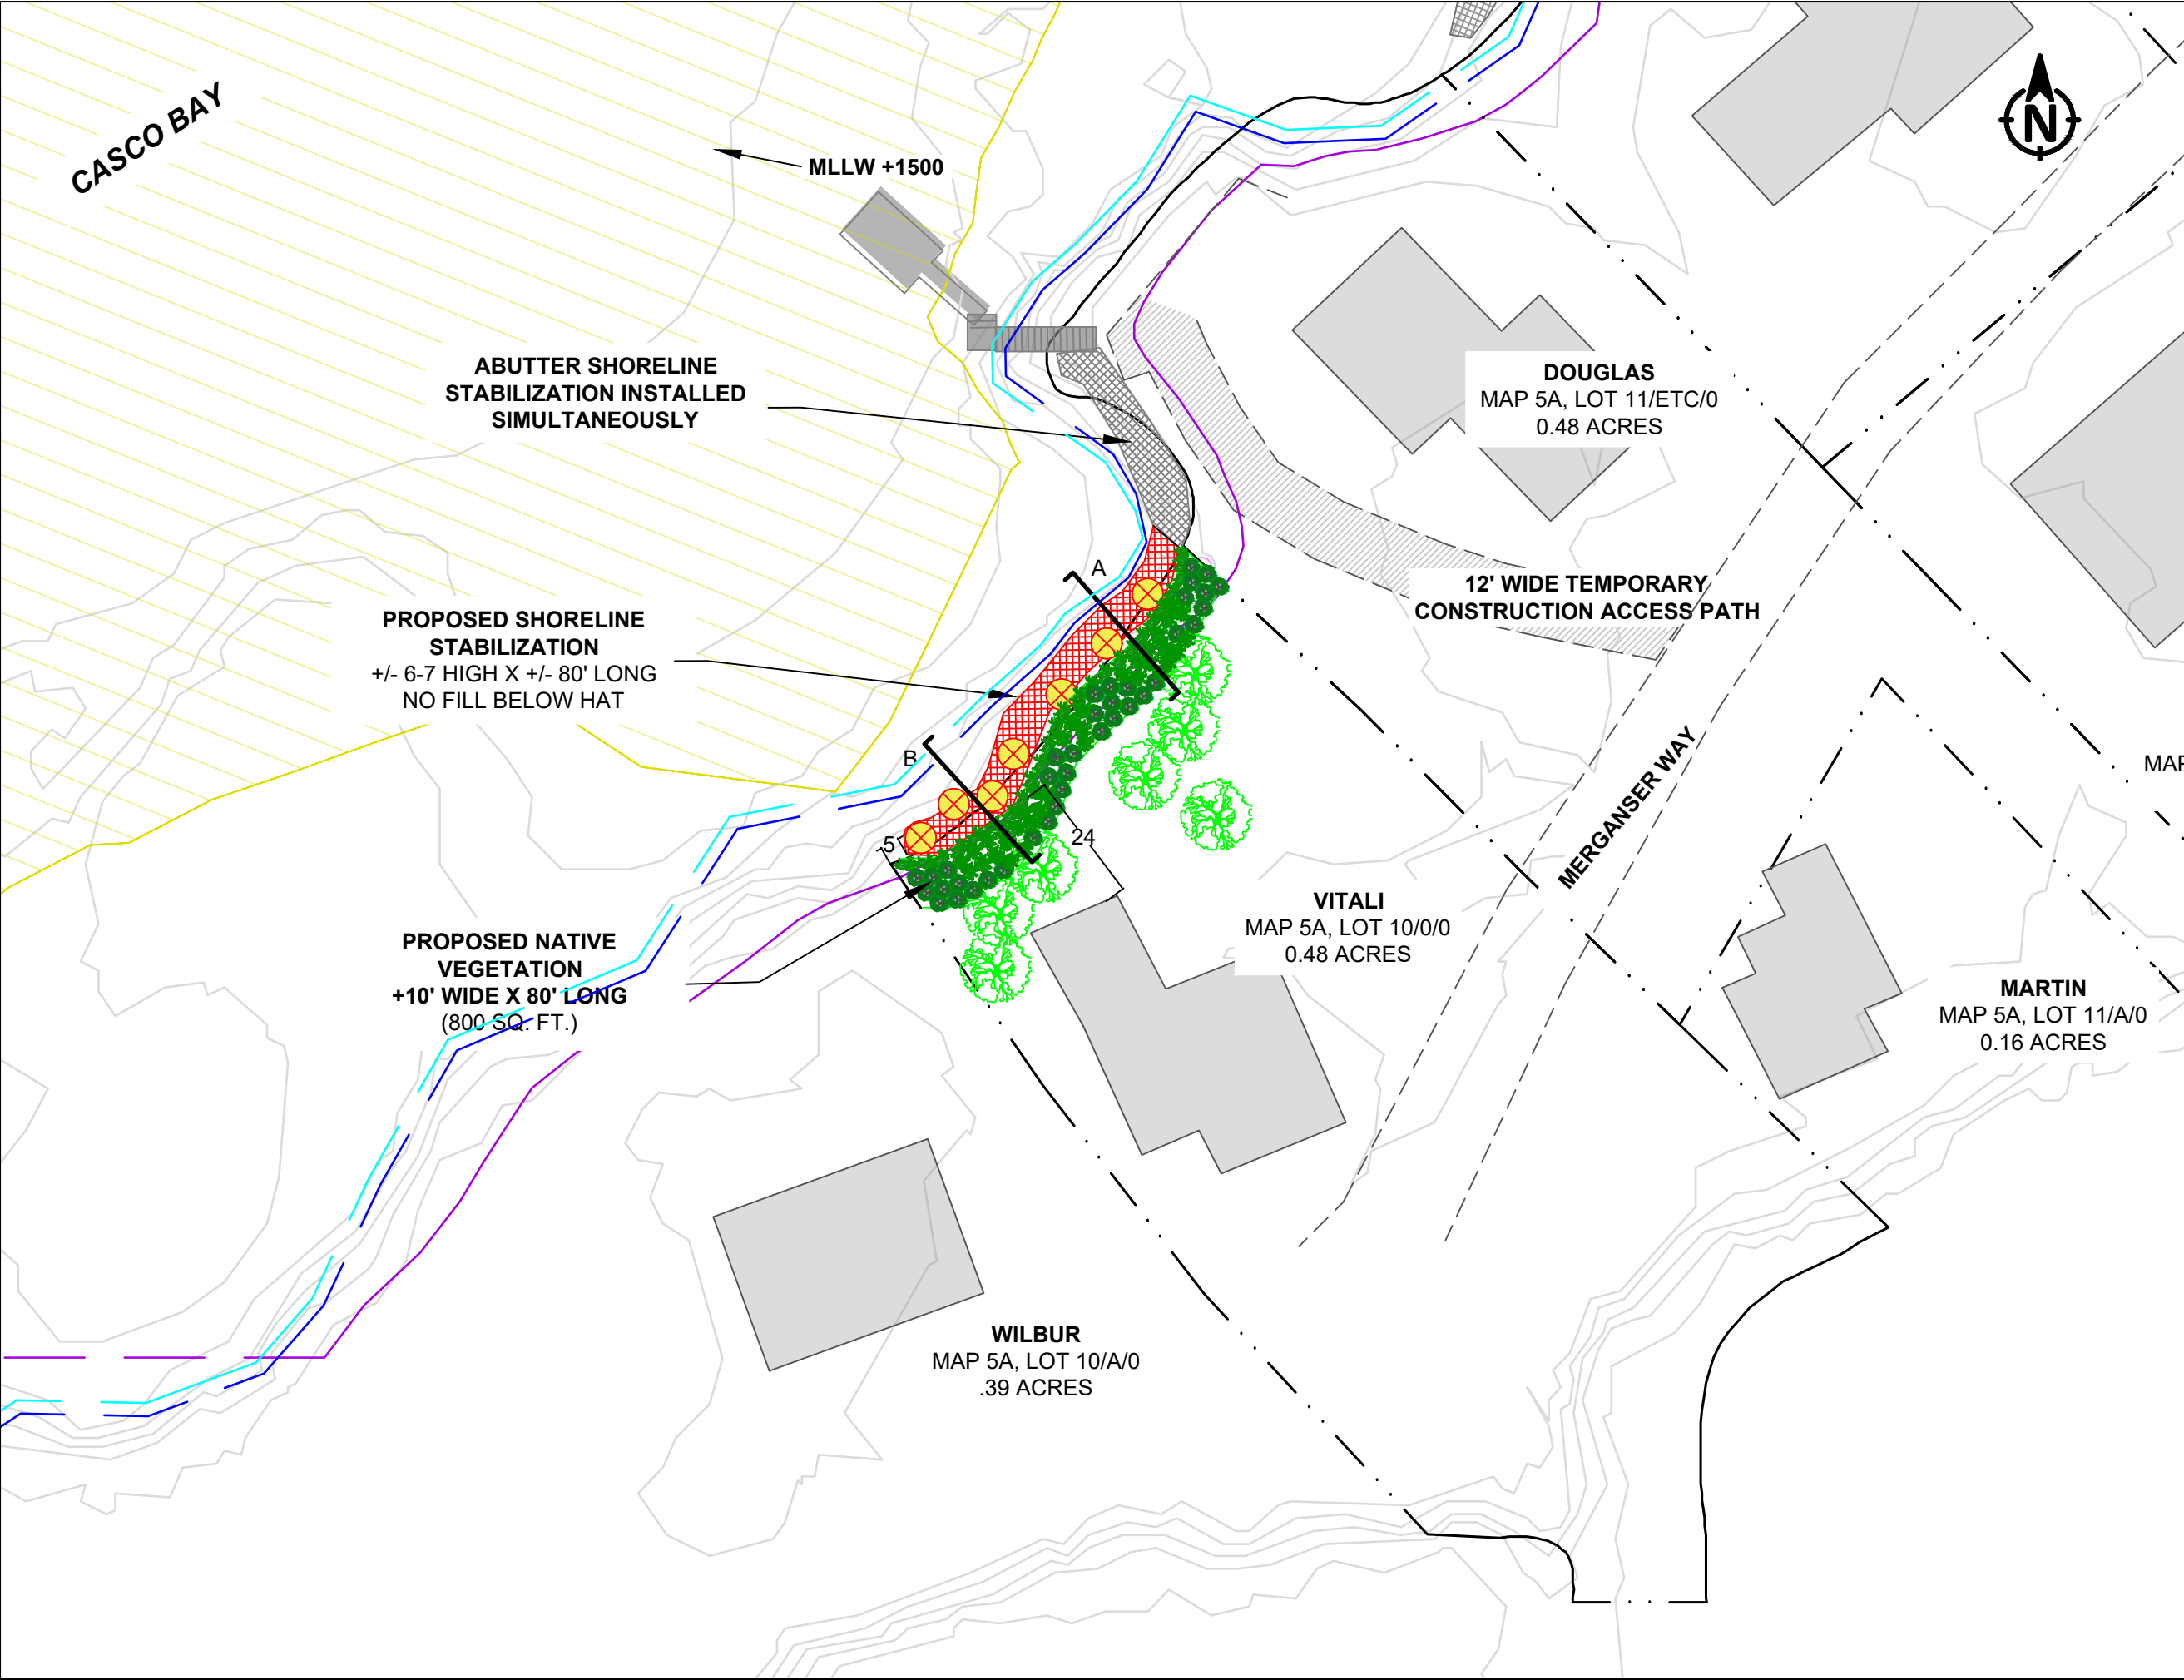 CASCO BAY
MLLW +1500
N
ABUTTER SHORELINE
STABILIZATION INSTALLED
SIMULTANEOUSLY
DOUGLAS
MAP 5A, LOT 11/ETC/0
0.48 ACRES
12' WIDE TEMPORARY
CONSTRUCTION ACCESS PATH
A
PROPOSED SHORELINE
STABILIZATION
+/- 6-7 HIGH X +/- 80' LONG
NO FILL BELOW HAT
B
MERGANSER WAY
5
24
VITALI
MAP 5A, LOT 10/0/0
0.48 ACRES
PROPOSED NATIVE
VEGETATION
+10' WIDE X 80' LONG
(800 SQ. FT.)
MARTIN
MAP 5A, LOT 11/A/0
0.16 ACRES
WILBUR
MAP 5A, LOT 10/A/0
.39 ACRES